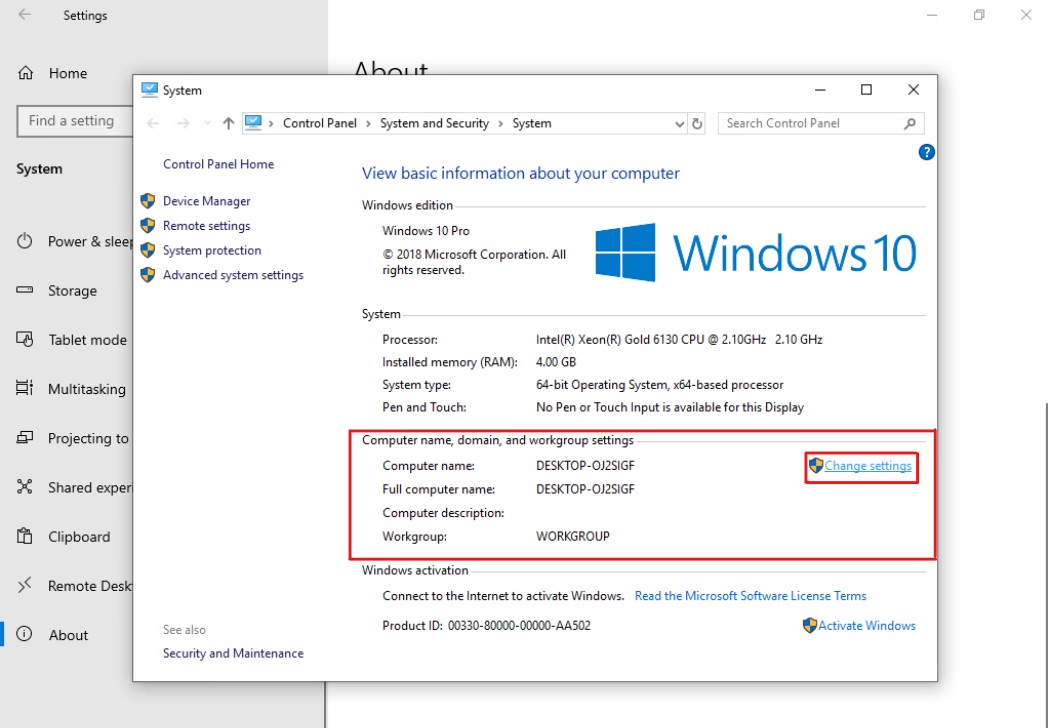 Settings
Home
Find a setting
System
Power & sleep
Storage
Tablet mode
Multitasking
Projecting to
Shared experi
Clipboard
Remote Desk
About
About
System
Control Panel > System and Security > System
Search Control Panel
Control Panel Home
Device Manager
Remote settings
System protection
Advanced system settings
See also
Security and Maintenance
?
View basic information about your computer
Windows edition
Windows 10 Pro
© 2018 Microsoft Corporation. All
rights reserved.
Windows 10
System
Processor: Intel(R) Xeon(R) Gold 6130 CPU @ 2.10GHz 2.10 GHz
Installed memory (RAM): 4.00 GB
System type: 64-bit Operating System, x64-based processor
Pen and Touch: No Pen or Touch Input is available for this Display
Computer name, domain, and workgroup settings
Computer name: DESKTOP-OJ2SIGF Change settings
Full computer name: DESKTOP-OJ2SIGF
Computer description:
Workgroup: WORKGROUP
Windows activation
Connect to the Internet to activate Windows. Read the Microsoft Software License Terms
Product ID: 00330-80000-00000-AA502 Activate Windows